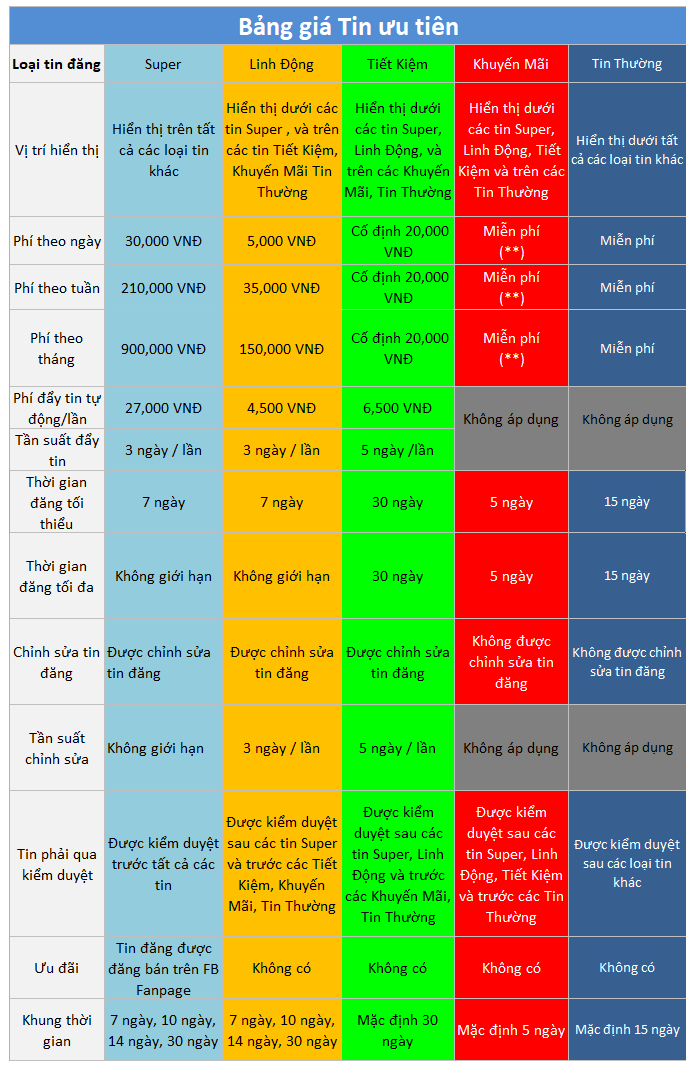 Bảng giá Tin ưu tiên
Loại tin đăng
Super
Linh Động
Tiết Kiệm
Khuyến Mãi
Tin Thường
Vị trí hiển thị
Hiển thị trên tất
cả các loại tin
khác
Hiển thị dưới các
tin Super , và trên
các tin Tiết Kiệm,
Khuyến Mãi Tin
Thường
Hiển thị dưới
các tin Super,
Linh Động, và
trên các Khuyến
Mãi, Tin Thường
Hiển thị dưới
các tin Super,
Linh Động, Tiết
Kiệm và trên các
Tin Thường
Hiển thị dưới tất
cả các loại tin khác
Phí theo ngày
30,000 VNĐ
5,000 VNĐ
Cố định 20,000
VNĐ
Miễn phí
(**)
Miễn phí
Phí theo tuần
210,000 VNĐ
35,000 VNĐ
Cố định 20,000
VNĐ
Miễn phí
(**)
Miễn phí
Phí theo
tháng
900,000 VNĐ
150,000 VNĐ
Cố định 20,000
VNĐ
Miễn phí
(**)
Miễn phí
Phí đẩy tin tự
động/lần
27,000 VNĐ
4,500 VNĐ
6,500 VNĐ
Không áp dụng
Không áp dụng
Tần suất đẩy
tin
3 ngày / lần
3 ngày / lần
5 ngày /lần
Thời gian
đăng tối
thiểu
7 ngày
7 ngày
30 ngày
5 ngày
15 ngày
Thời gian
đăng tối đa
Không giới hạn
Không giới hạn
30 ngày
5 ngày
15 ngày
Chỉnh sửa tin
đăng
Được chỉnh sửa
tin đăng
Được chỉnh sửa
tin đăng
Được chỉnh sửa
tin đăng
Không được
chỉnh sửa tin
đăng
Không được chỉnh
sửa tin đăng
Tần suất
chỉnh sửa
Không giới hạn
3 ngày / lần
5 ngày / lần
Không áp dụng
Không áp dụng
Tin phải qua
kiểm duyệt
Được kiểm duyệt
trước tất cả các
tin
Được kiểm duyệt
sau các tin Super
và trước các Tiết
Kiệm, Khuyến
Mãi, Tin Thường
Được kiểm
duyệt sau các
tin Super, Linh
Động và trước
các Khuyến Mãi,
Tin Thường
Được kiểm
duyệt sau các
tin Super, Linh
Động, Tiết Kiệm
và trước các Tin
Thường
Được kiểm duyệt
sau các loại tin
khác
Ưu đãi
Tin đăng được
đăng bán trên FB
Fanpage
Không có
Không có
Không có
Không có
Khung thời
gian
7 ngày, 10 ngày,
14 ngày, 30 ngày
7 ngày, 10 ngày,
14 ngày, 30 ngày
Mặc định 30
ngày
Mặc định 5 ngày
Mặc định 15 ngày